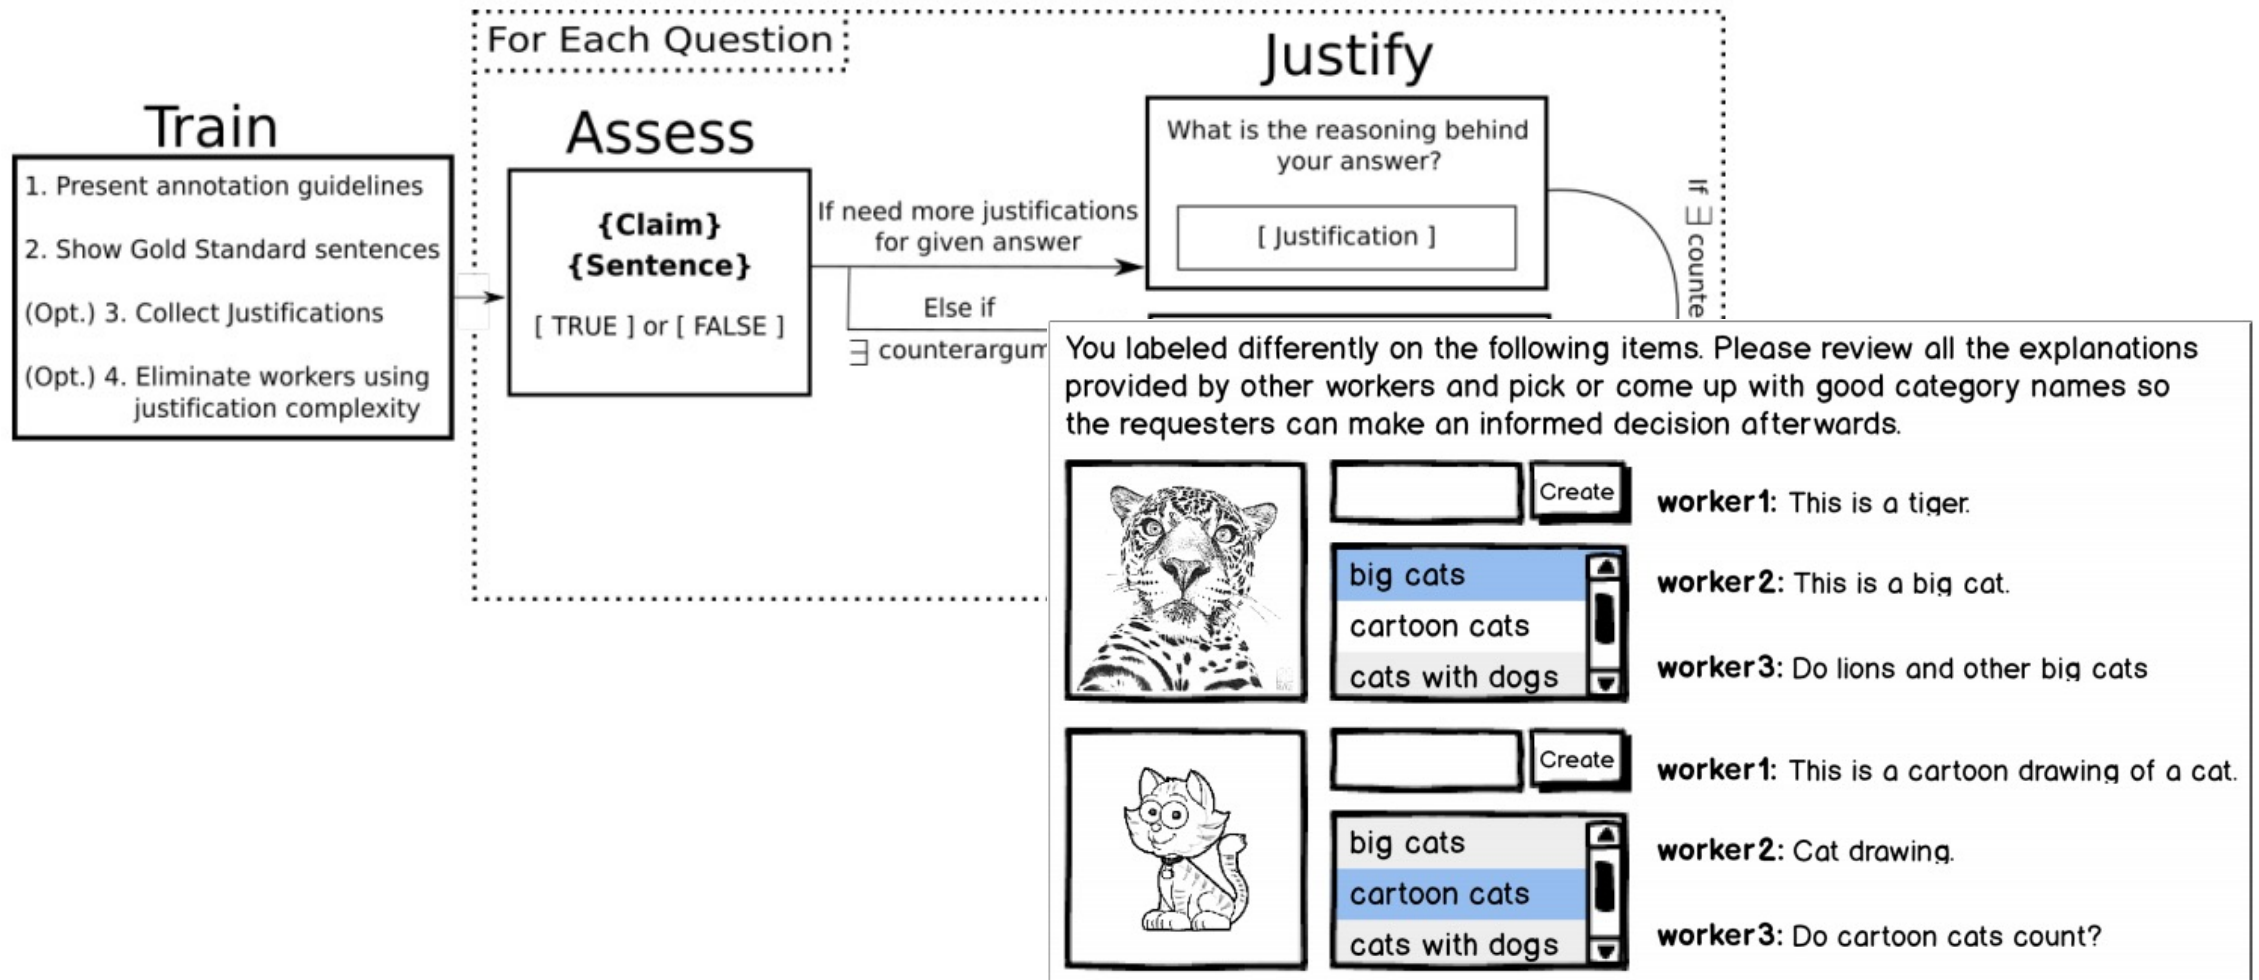 For Each Question
Train
1. Present annotation guidelines
2. Show Gold Standard sentences
(Opt.) 3. Collect Justifications
(Opt.) 4. Eliminate workers using
justification complexity
Assess
{Claim}
{Sentence}
[ TRUE ] or [ FALSE ]
If need more justifications
for given answer
Else if
∃ counterargum
Justify
What is the reasoning behind
your answer?
[ Justification ]
If ∃ counte
You labeled differently on the following items. Please review all the explanations
provided by other workers and pick or come up with good category names so
the requesters can make an informed decision afterwards.
Create
big cats
cartoon cats
cats with dogs
worker1: This is a tiger.
worker2: This is a big cat.
worker3: Do lions and other big cats
Create
big cats
cartoon cats
cats with dogs
worker1: This is a cartoon drawing of a cat.
worker2: Cat drawing.
worker3: Do cartoon cats count?